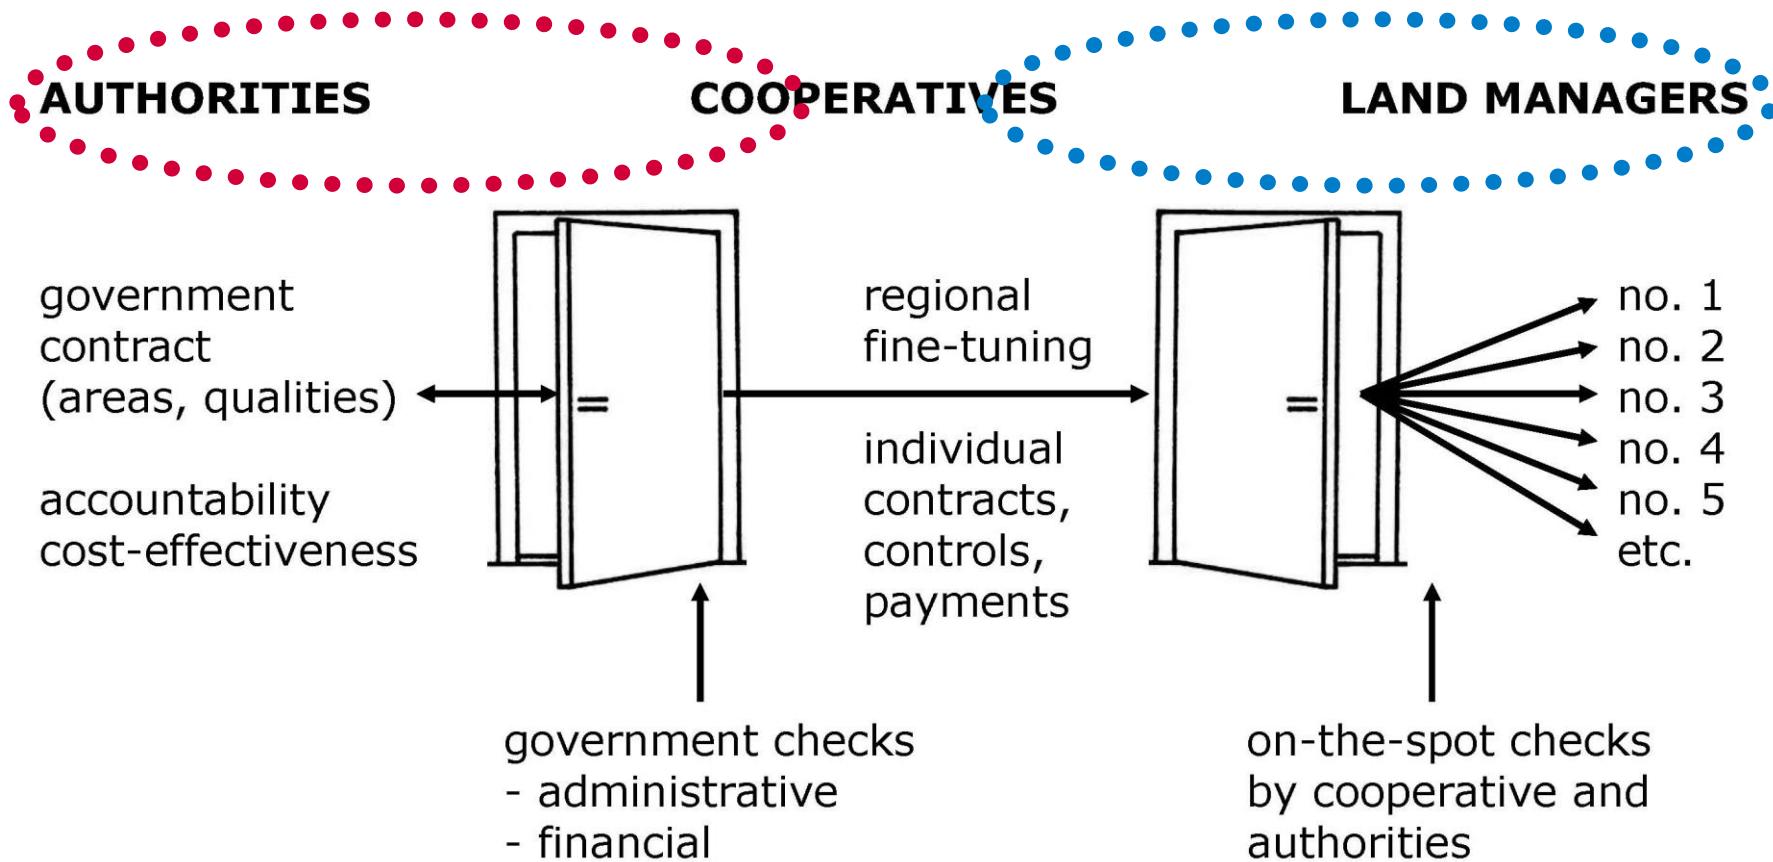 AUTHORITIES
COOPERATIVES
LAND MANAGERS
government
contract
(areas, qualities)
accountability
cost-effectiveness
regional
fine-tuning
individual
contracts,
controls,
payments
no. 1
no. 2
no. 3
no. 4
no. 5
etc.
government checks
- administrative
- financial
on-the-spot checks
by cooperative and
authorities